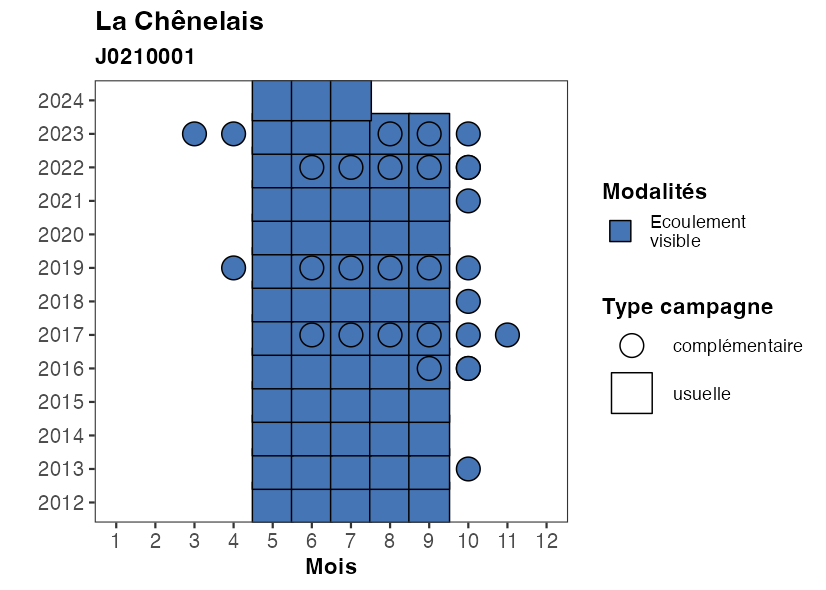 La Chênelais
J0210001
2024
2023
2022
2021
2020
2019
2018
2017
2016
2015
2014
2013
2012
1 2 3 4 5 6 7 8 9 10 11 12
Mois
Modalités
Ecoulement
visible
Type campagne
complémentaire
usuelle